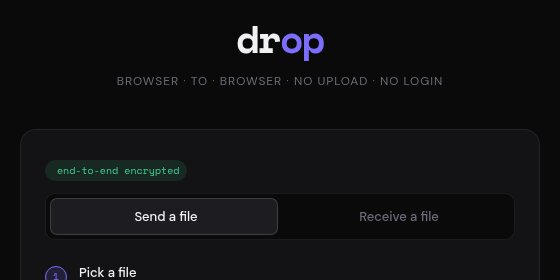 drop
BROWSER · TO · BROWSER · NO UPLOAD · NO LOGIN
end-to-end encrypted
Send a file
Receive a file
1
Pick a file